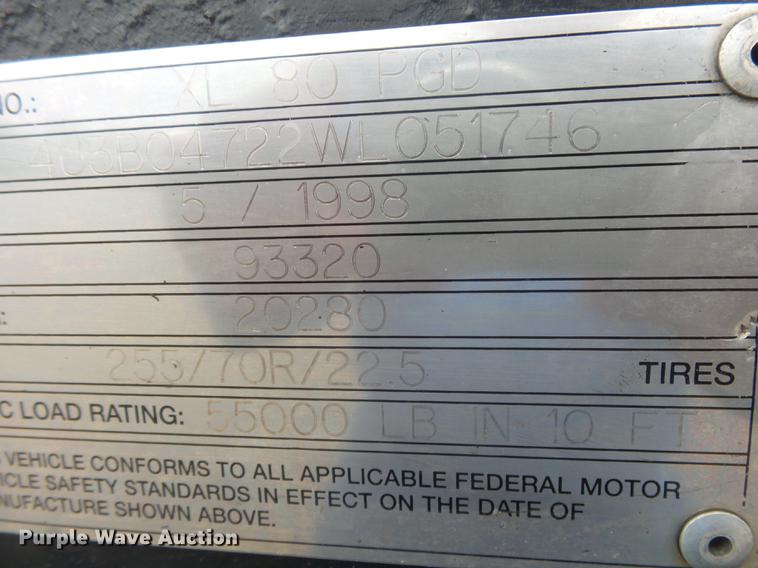 NO.: XL 80 PGD
4U3B04722WL051746
5 / 1998
93320
: 20280
255/70R/22.5 TIRES
C LOAD RATING: 55000 LB IN 10 FT
VEHICLE CONFORMS TO ALL APPLICABLE FEDERAL MOTOR
ICLE SAFETY STANDARDS IN EFFECT ON THE DATE OF
NUFACTURE SHOWN ABOVE.
Purple Wave Auction